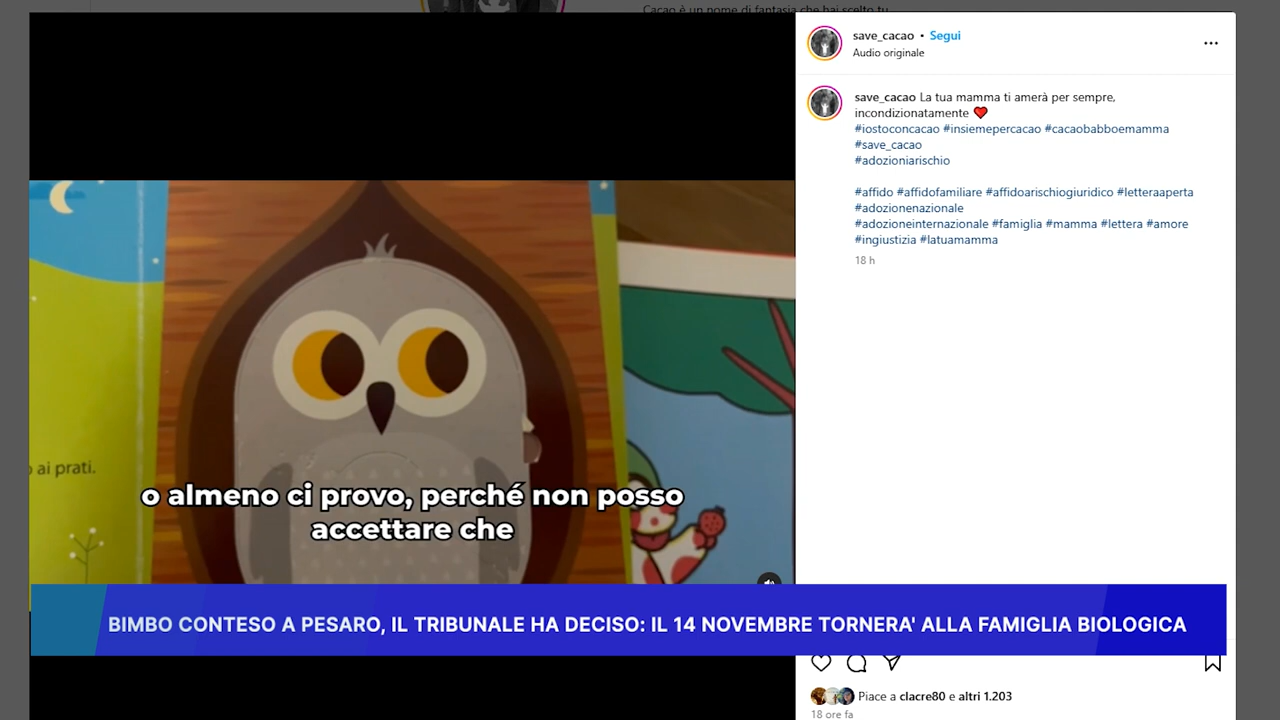 Cacao è un nome di fantasia che hai scelto tu
save_cacao • Segui
Audio originale
save_cacao La tua mamma ti amerà per sempre,
incondizionatamente ❤️
#iostoconcacao #insiemepercacao #cacaobabboemamma
#save_cacao
#adozioniarischio
#affido #affidofamiliare #affidoarischiogiuridico #letteraaperta
#adozionenazionale
#adozioneinternazionale #famiglia #mamma #lettera #amore
#ingiustizia #latuamamma
18 h
ai prati.
o almeno ci provo, perché non posso
accettare che
BIMBO CONTESO A PESARO, IL TRIBUNALE HA DECISO: IL 14 NOVEMBRE TORNERA' ALLA FAMIGLIA BIOLOGICA
Piace a clacre80 e altri 1.203
18 ore fa